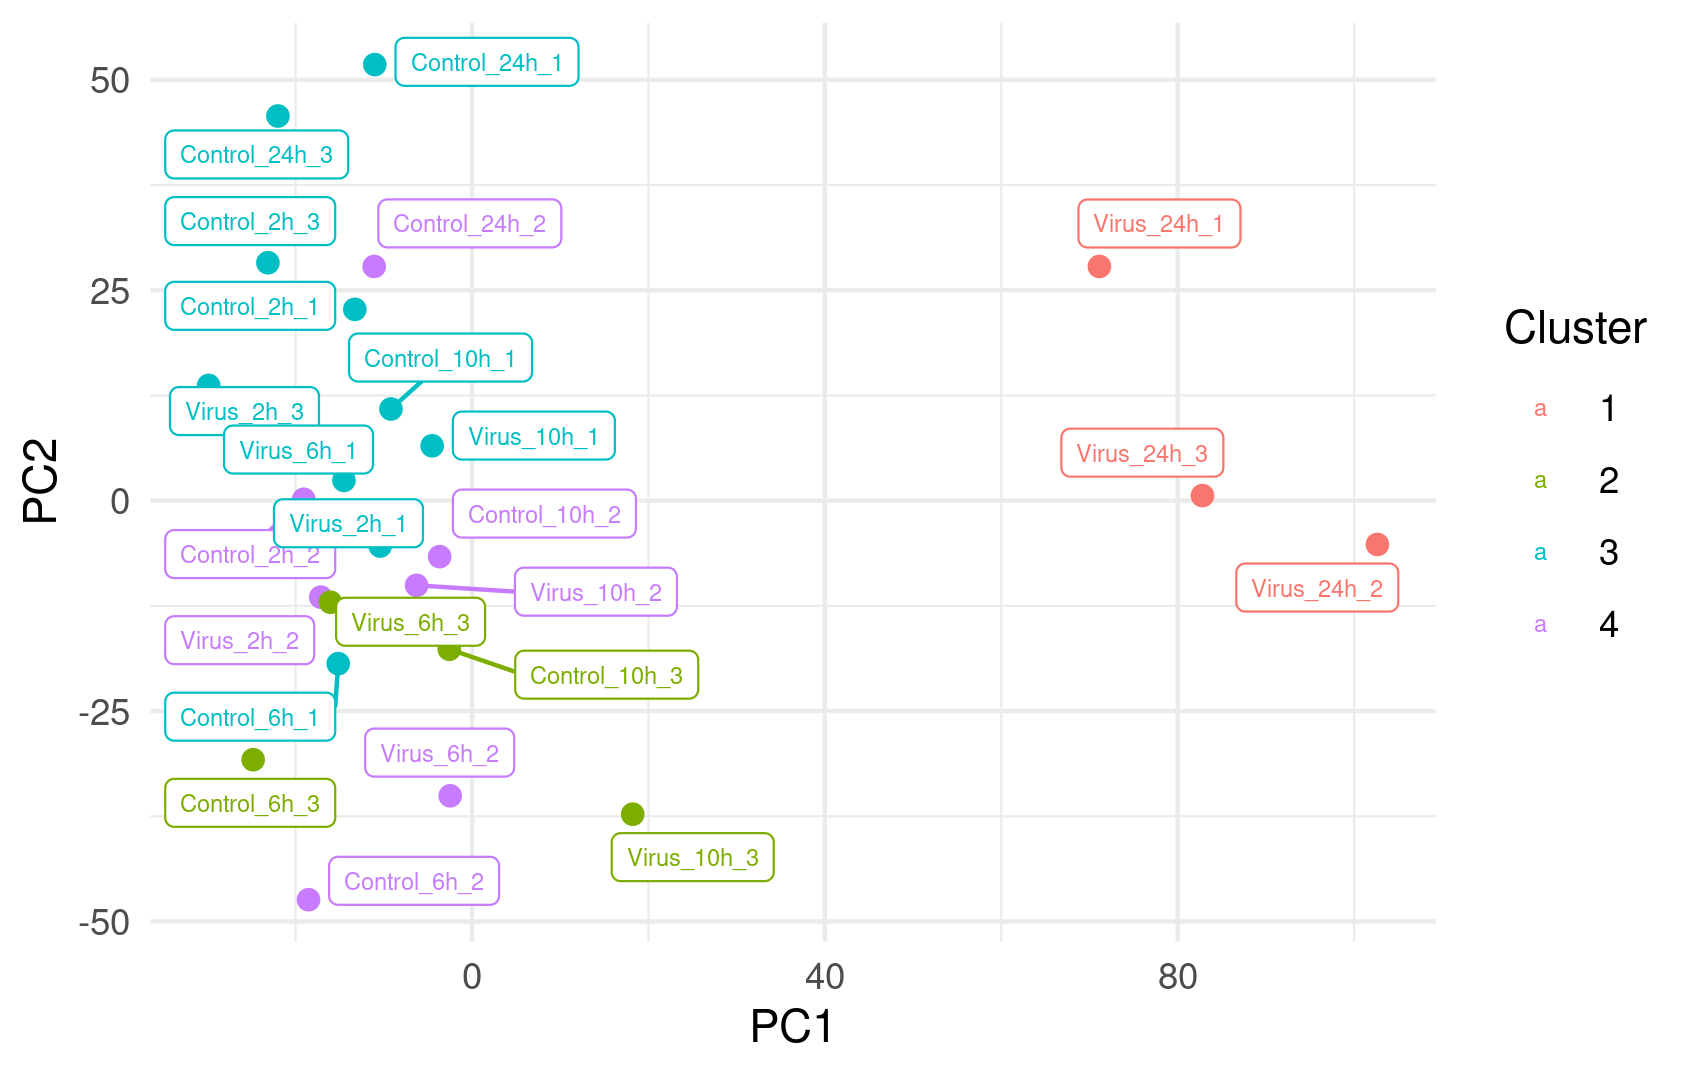 50
25
0
-25
-50
PC2
Control_24h_1
Control_24h_3
Control_2h_3
Control_24h_2
Virus_24h_1
Control_2h_1
Control_10h_1
Virus_2h_3
Virus_10h_1
Virus_6h_1
Virus_24h_3
Control_10h_2
Virus_2h_1
Control_2h_2
Virus_10h_2
Virus_24h_2
Virus_6h_3
Virus_2h_2
Control_10h_3
Control_6h_1
Virus_6h_2
Control_6h_3
Virus_10h_3
Control_6h_2
0 40 80
PC1
Cluster
a 1
a 2
a 3
a 4